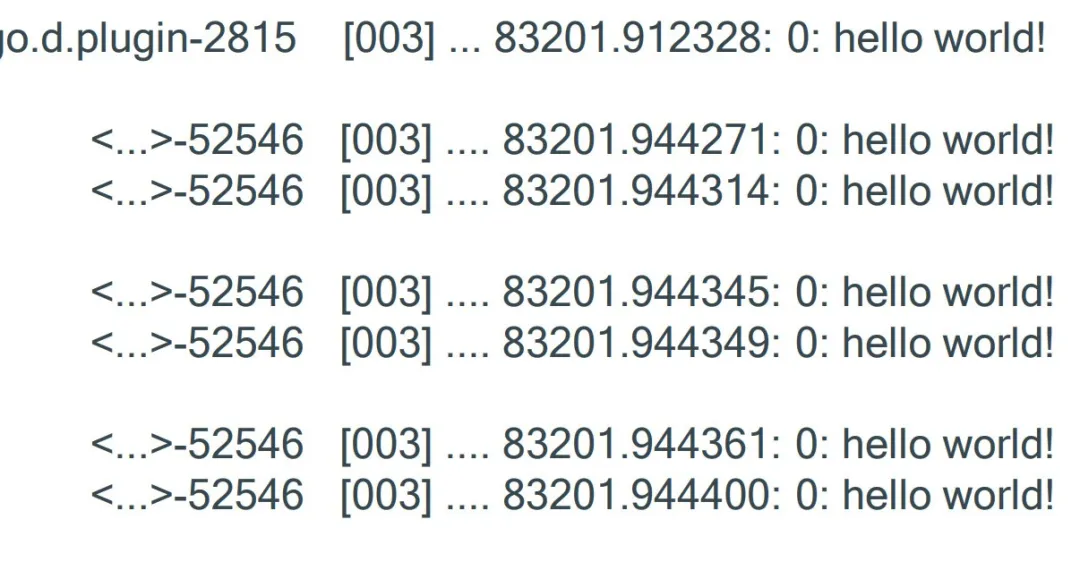 go.d.plugin-2815 [003] ... 83201.912328: 0: hello world!
<...>-52546 [003] .... 83201.944271: 0: hello world!
<...>-52546 [003] .... 83201.944314: 0: hello world!
<...>-52546 [003] .... 83201.944345: 0: hello world!
<...>-52546 [003] .... 83201.944349: 0: hello world!
<...>-52546 [003] .... 83201.944361: 0: hello world!
<...>-52546 [003] .... 83201.944400: 0: hello world!